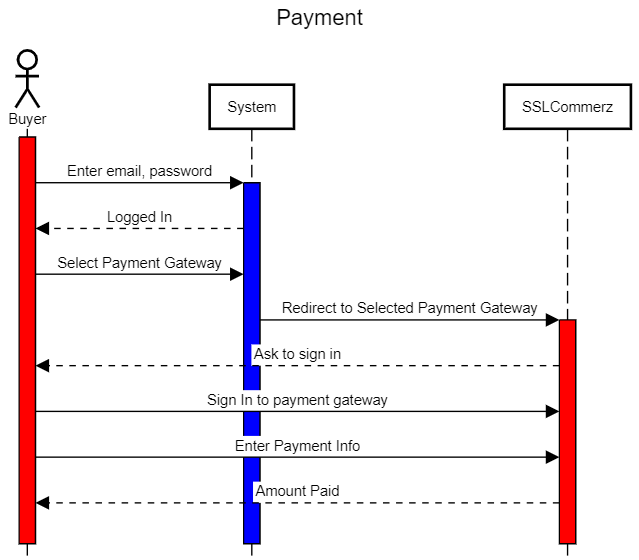 Payment
Buyer
System
SSLCommerz
Enter email, password
Logged In
Select Payment Gateway
Redirect to Selected Payment Gateway
Ask to sign in
Sign In to payment gateway
Enter Payment Info
Amount Paid